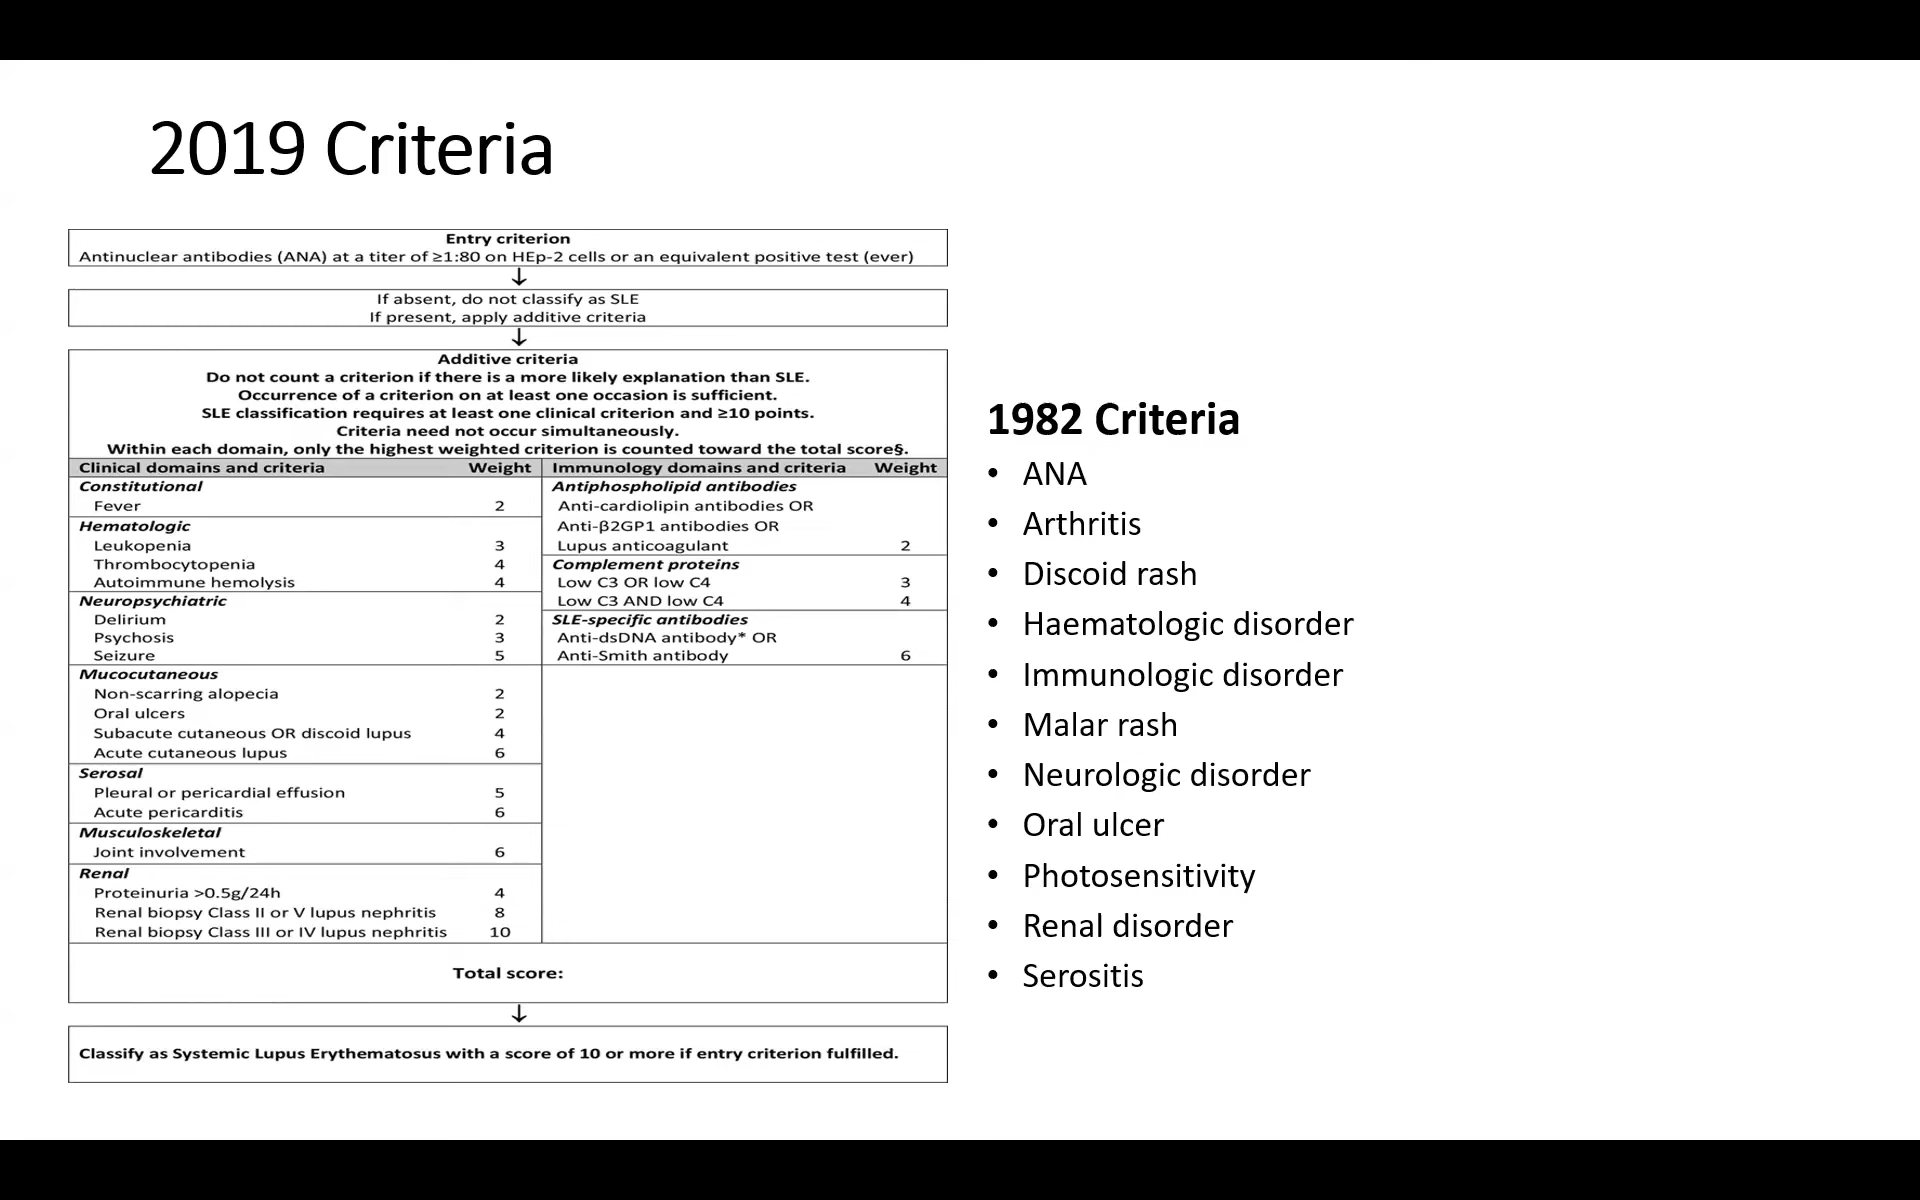 2019 Criteria
Entry criterion
Antinuclear antibodies (ANA) at a titer of ≥1:80 on HEp-2 cells or an equivalent positive test (ever)
↓
If absent, do not classify as SLE
If present, apply additive criteria
↓
Additive criteria
Do not count a criterion if there is a more likely explanation than SLE.
Occurrence of a criterion on at least one occasion is sufficient.
SLE classification requires at least one clinical criterion and ≥10 points.
Criteria need not occur simultaneously.
Within each domain, only the highest weighted criterion is counted toward the total score§.
Clinical domains and criteria Weight
Constitutional
Fever 2
Hematologic
Leukopenia 3
Thrombocytopenia 4
Autoimmune hemolysis 4
Neuropsychiatric
Delirium 2
Psychosis 3
Seizure 5
Mucocutaneous
Non-scarring alopecia 2
Oral ulcers 2
Subacute cutaneous OR discoid lupus 4
Acute cutaneous lupus 6
Serosal
Pleural or pericardial effusion 5
Acute pericarditis 6
Musculoskeletal
Joint involvement 6
Renal
Proteinuria >0.5g/24h 4
Renal biopsy Class II or V lupus nephritis 8
Renal biopsy Class III or IV lupus nephritis 10
Immunology domains and criteria Weight
Antiphospholipid antibodies
Anti-cardiolipin antibodies OR
Anti-β2GP1 antibodies OR
Lupus anticoagulant 2
Complement proteins
Low C3 OR low C4 3
Low C3 AND low C4 4
SLE-specific antibodies
Anti-dsDNA antibody* OR
Anti-Smith antibody 6
Total score:
↓
Classify as Systemic Lupus Erythematosus with a score of 10 or more if entry criterion fulfilled.
1982 Criteria
• ANA
• Arthritis
• Discoid rash
• Haematologic disorder
• Immunologic disorder
• Malar rash
• Neurologic disorder
• Oral ulcer
• Photosensitivity
• Renal disorder
• Serositis